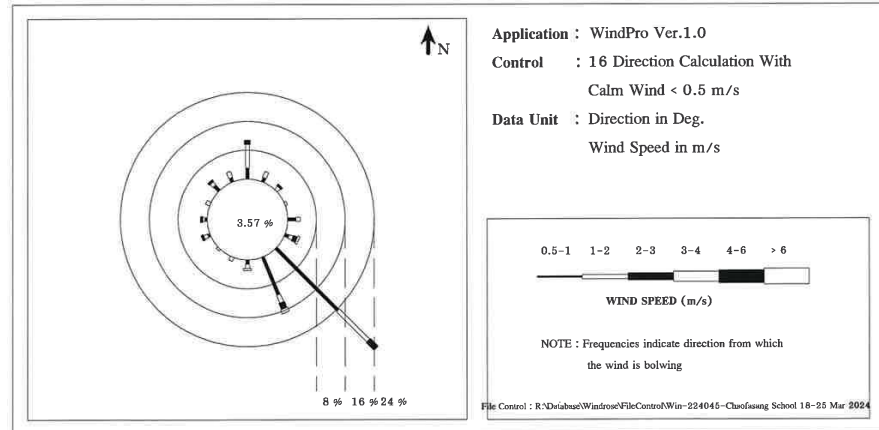 N
3.57 %
8 % 16 % 24 %
Application : WindPro Ver.1.0
Control : 16 Direction Calculation With
Calm Wind < 0.5 m/s
Data Unit : Direction in Deg.
Wind Speed in m/s
0.5-1 1-2 2-3 3-4 4-6 > 6
WIND SPEED (m/s)
NOTE : Frequencies indicate direction from which
the wind is bolwing
File Control : R:\Database\Windrose\FileControl\Win-224045-Chaofasang School 18-25 Mar 2024